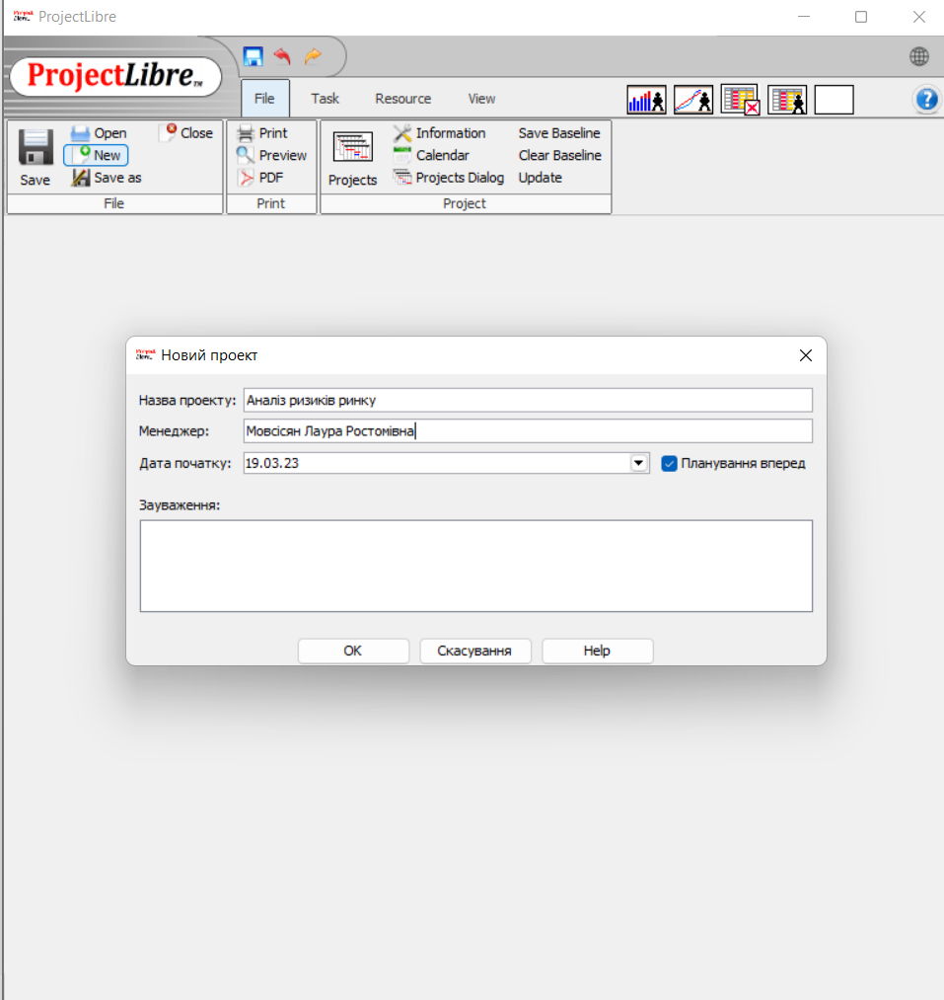 ProjectLibre
ProjectLibre™
File Task Resource View
Open Close
New
Save Save as
File
Print
Preview
PDF
Print
Information Save Baseline
Calendar Clear Baseline
Projects Projects Dialog Update
Project
Новий проект
Назва проекту: Аналіз ризиків ринку
Менеджер: Мовсісян Лаура Ростомівна
Дата початку: 19.03.23 Планування вперед
Зауваження:
OK Скасування Help